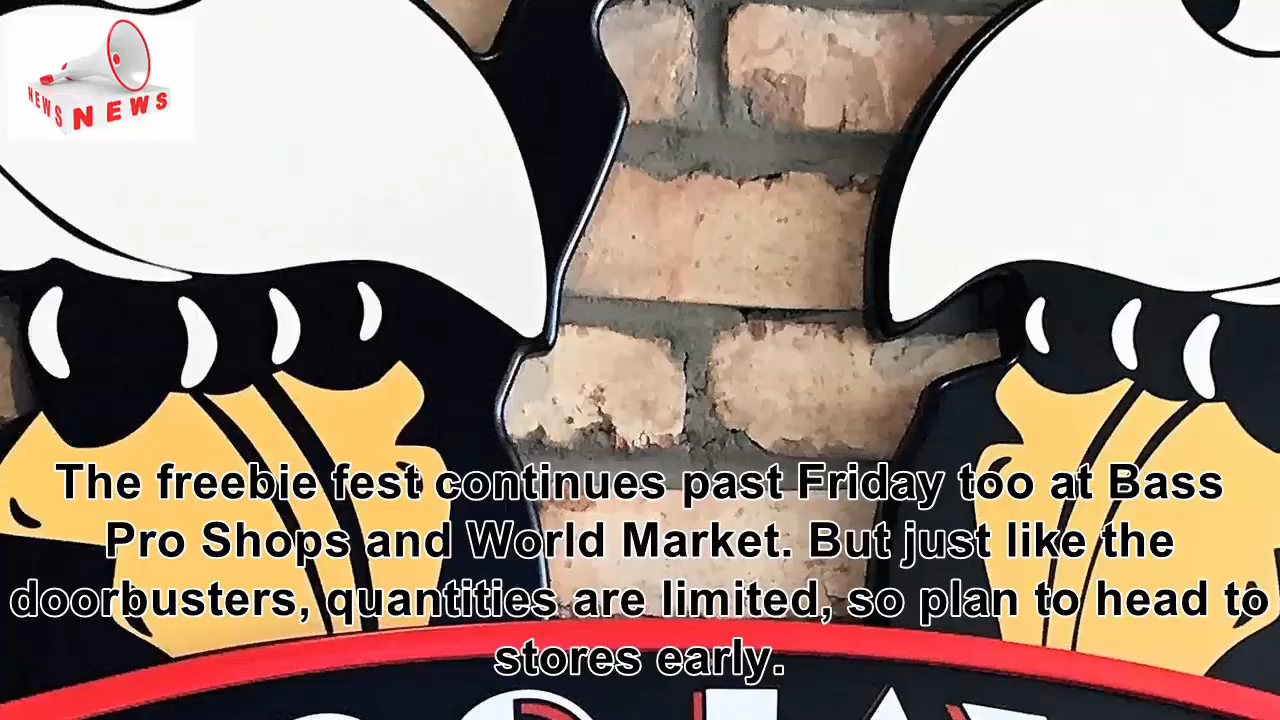 NEWS NEWS
The freebie fest continues past Friday too at Bass
Pro Shops and World Market. But just like the
doorbusters, quantities are limited, so plan to head to
stores early.